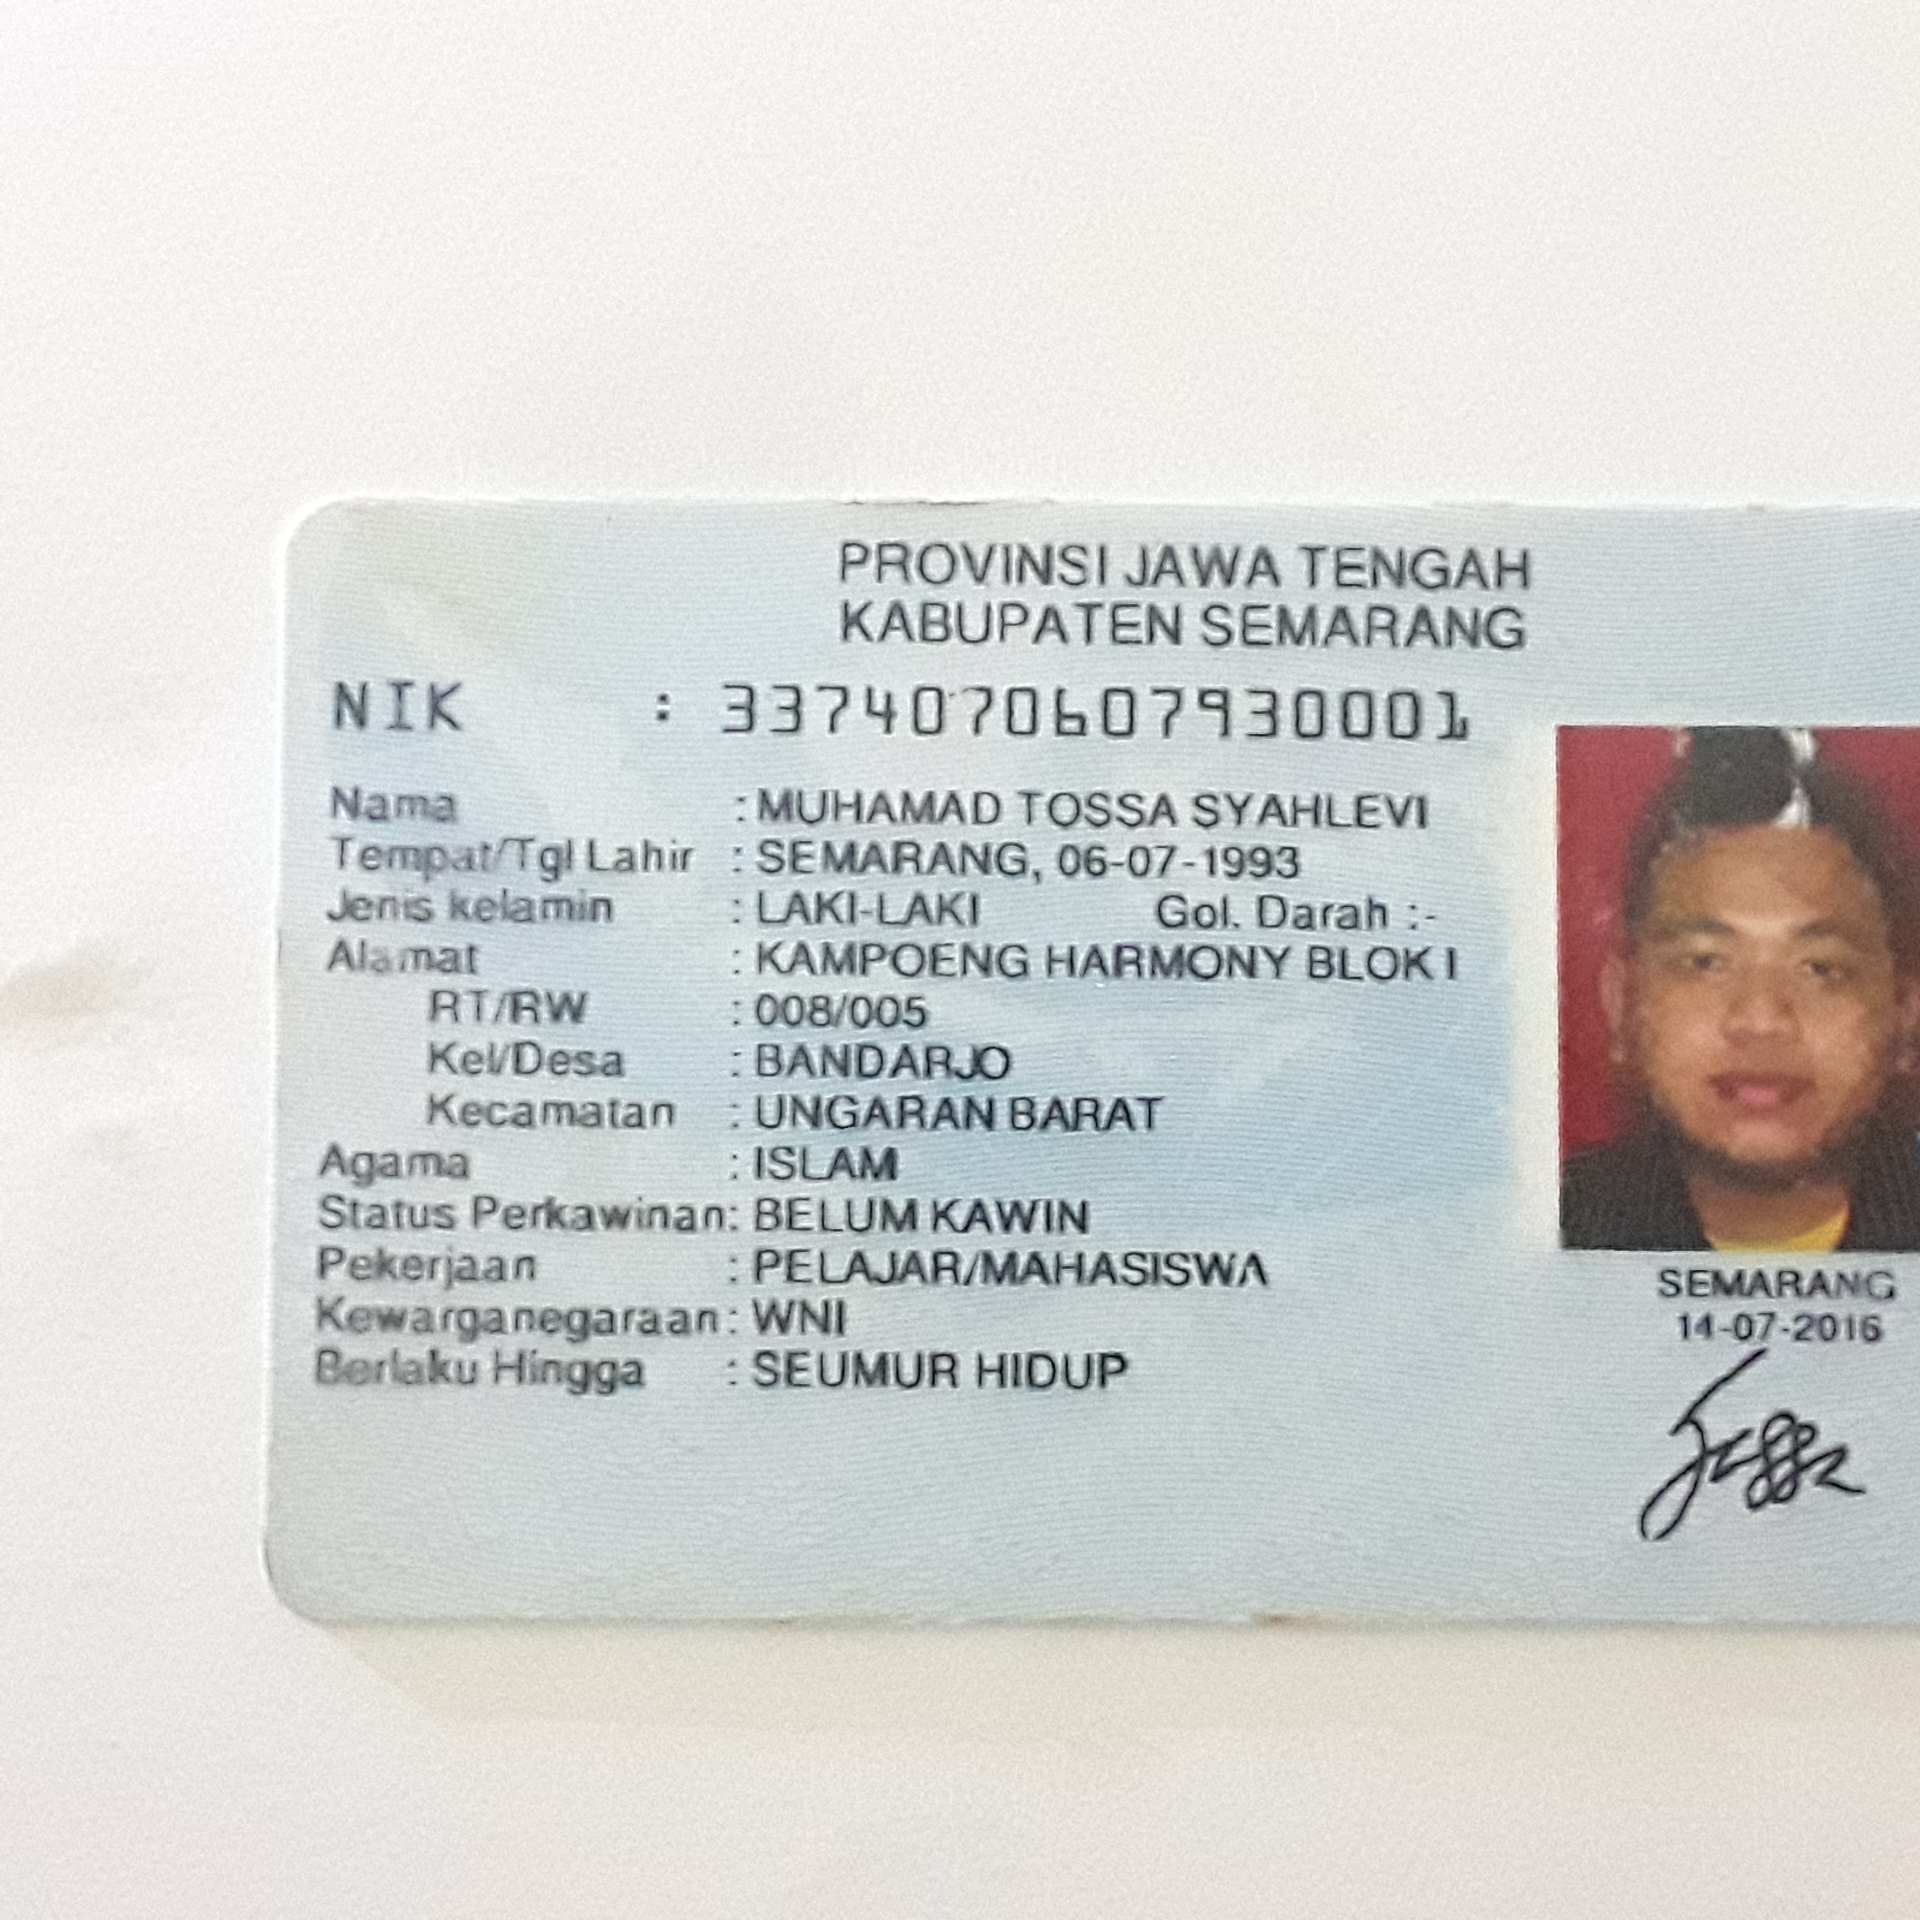 PROVINSI JAWA TENGAH
KABUPATEN SEMARANG
NIK : 3374070607930001
Nama : MUHAMAD TOSSA SYAHLEVI
Tempat/Tgl Lahir : SEMARANG, 06-07-1993
Jenis kelamin : LAKI-LAKI Gol. Darah :-
Alamat : KAMPOENG HARMONY BLOK I
RT/RW : 008/005
Kel/Desa : BANDARJO
Kecamatan : UNGARAN BARAT
Agama : ISLAM
Status Perkawinan: BELUM KAWIN
Pekerjaan : PELAJAR/MAHASISWA
Kewarganegaraan: WNI
Berlaku Hingga : SEUMUR HIDUP
SEMARANG
14-07-2016